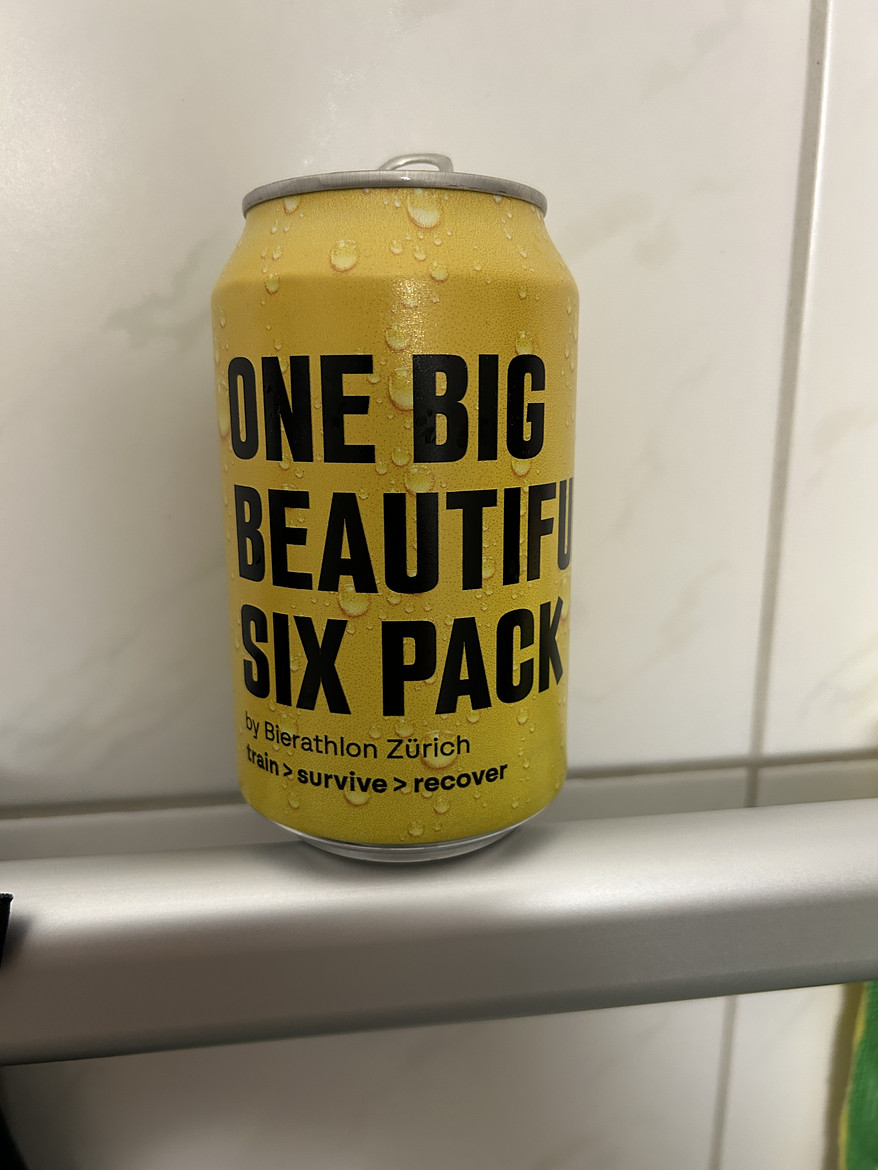 ONE BIG
BEAUTIFU
SIX PACK
by Bierathlon Zürich
train > survive > recover